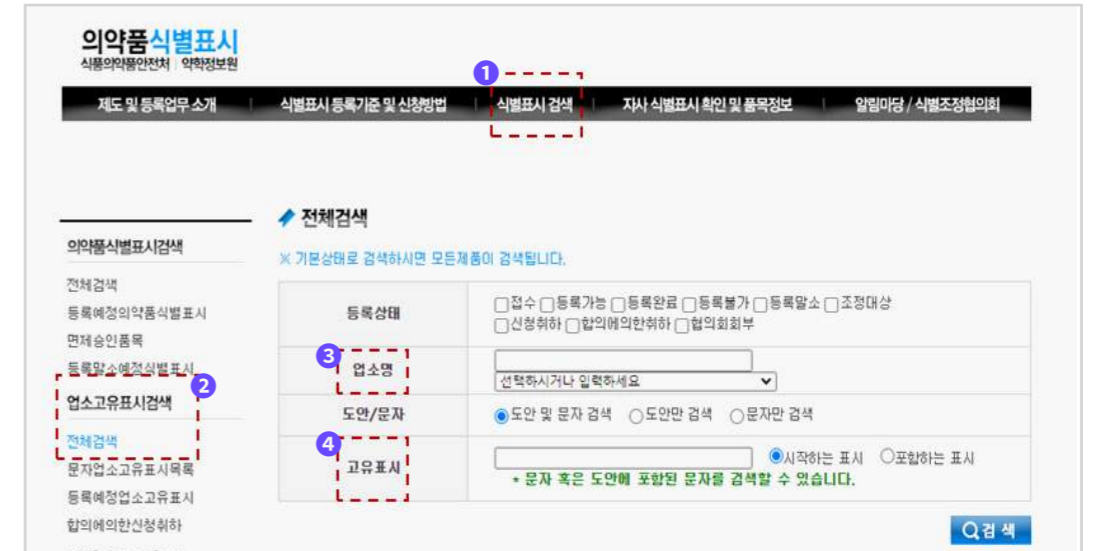 의약품식별표시
식품의약품안전처 약학정보원
1
제도 및 등록업무 소개 식별표시 등록기준 및 신청방법 식별표시 검색 자사 식별표시 확인 및 품목정보 알림마당 / 식별조정협의회
전체검색
의약품식별표시검색
※ 기본상태로 검색하시면 모든제품이 검색됩니다.
전체검색
등록예정의약품식별표시
면제승인품목
등록말소예정식별표시
2
업소고유표시검색
전체검색
문자업소고유표시목록
등록예정업소고유표시
합의에의한신청취하
등록상태
접수 등록가능 등록완료 등록불가 등록말소 조정대상
신청취하 합의에의한취하 협의회회부
3
업소명
선택하시거나 입력하세요
도안/문자
도안 및 문자 검색 도안만 검색 문자만 검색
4
고유표시
시작하는 표시 포함하는 표시
* 문자 혹은 도안에 포함된 문자를 검색할 수 있습니다.
검 색